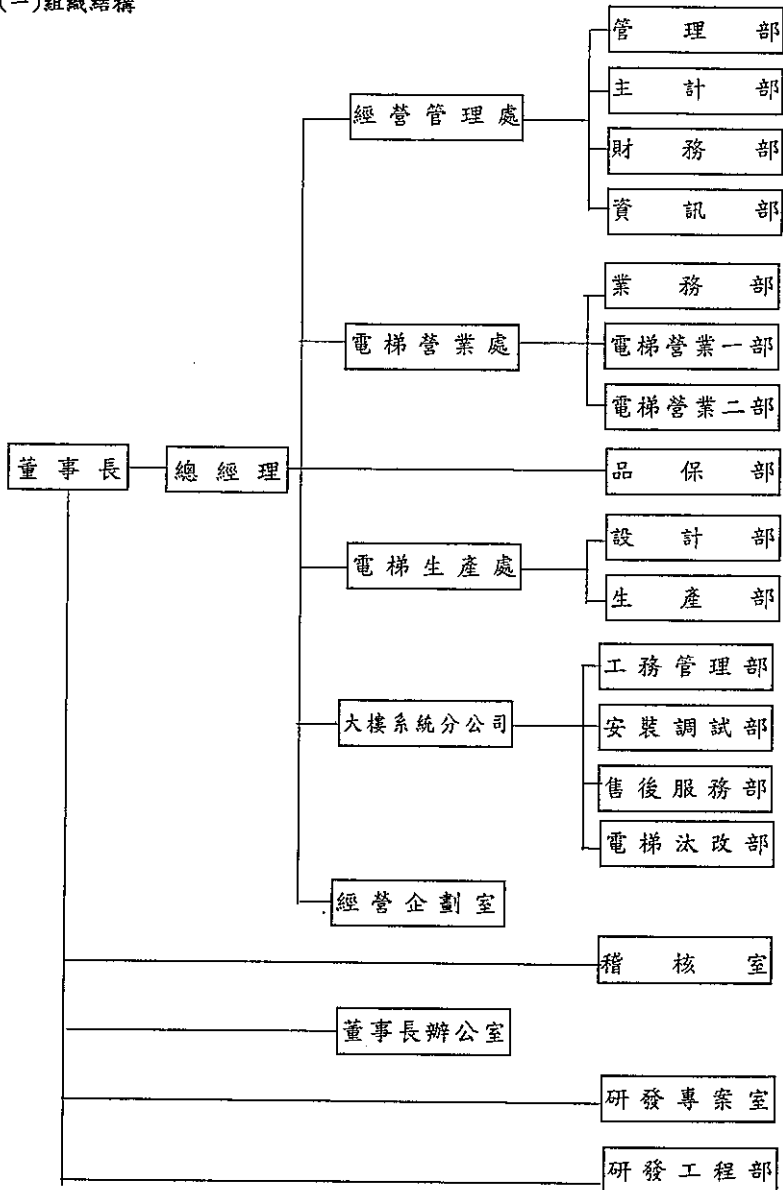 (一)組織結構
管理部
主計部
經營管理處
財務部
資訊部
業務部
電梯營業處
電梯營業一部
電梯營業二部
董事長
總經理
品保部
設計部
電梯生產處
生產部
工務管理部
大樓系統分公司
安裝調試部
售後服務部
電梯汰改部
經營企劃室
稽核室
董事長辦公室
研發專案室
研發工程部